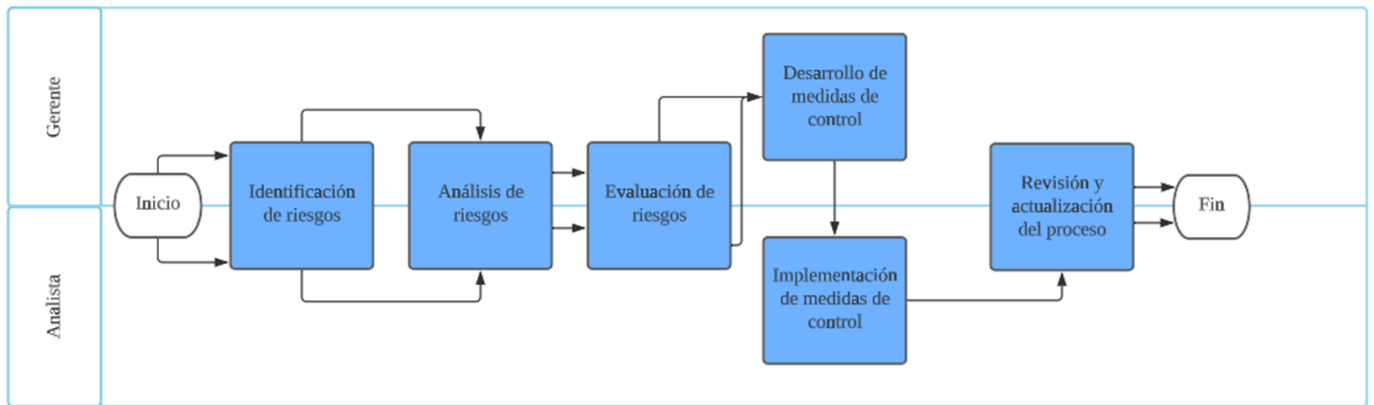 Gerente
Analista
Inicio
Identificación
de riesgos
Análisis de
riesgos
Evaluación de
riesgos
Desarrollo de
medidas de
control
Implementación
de medidas de
control
Revisión y
actualización
del proceso
Fin